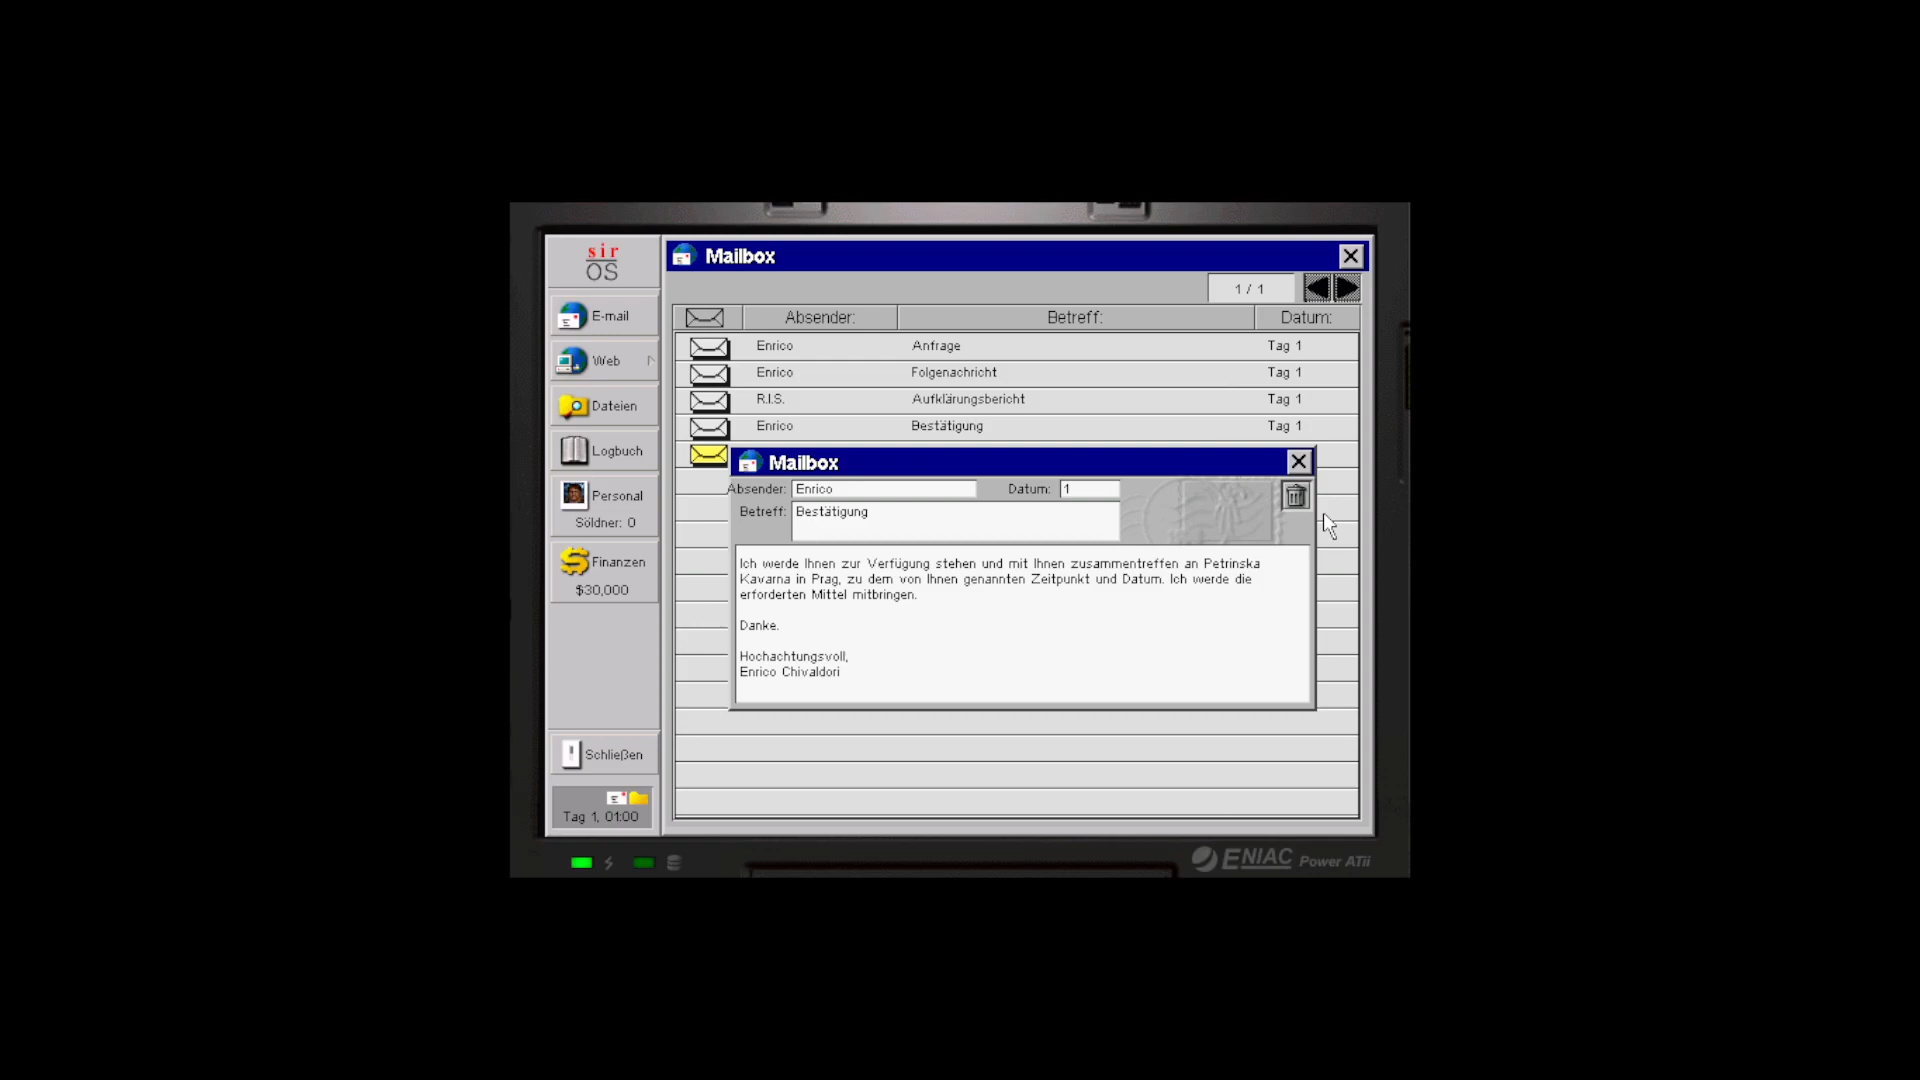 sir
OS
Mailbox
1 / 1
E-mail
Absender: Betreff: Datum:
Enrico Anfrage Tag 1
Web
Enrico Folgenachricht Tag 1
Dateien
R.I.S. Aufklärungsbericht Tag 1
Enrico Bestätigung Tag 1
Logbuch
Mailbox
Personal
Söldner: 0
Absender: Enrico Datum: 1
Betreff: Bestätigung
Finanzen
$30,000
Ich werde Ihnen zur Verfügung stehen und mit Ihnen zusammentreffen an Petrinska
Kavarna in Prag, zu dem von Ihnen genannten Zeitpunkt und Datum. Ich werde die
erforderten Mittel mitbringen.
Danke.
Hochachtungsvoll,
Enrico Chivaldori
Schließen
Tag 1, 01:00
ENIAC Power ATii